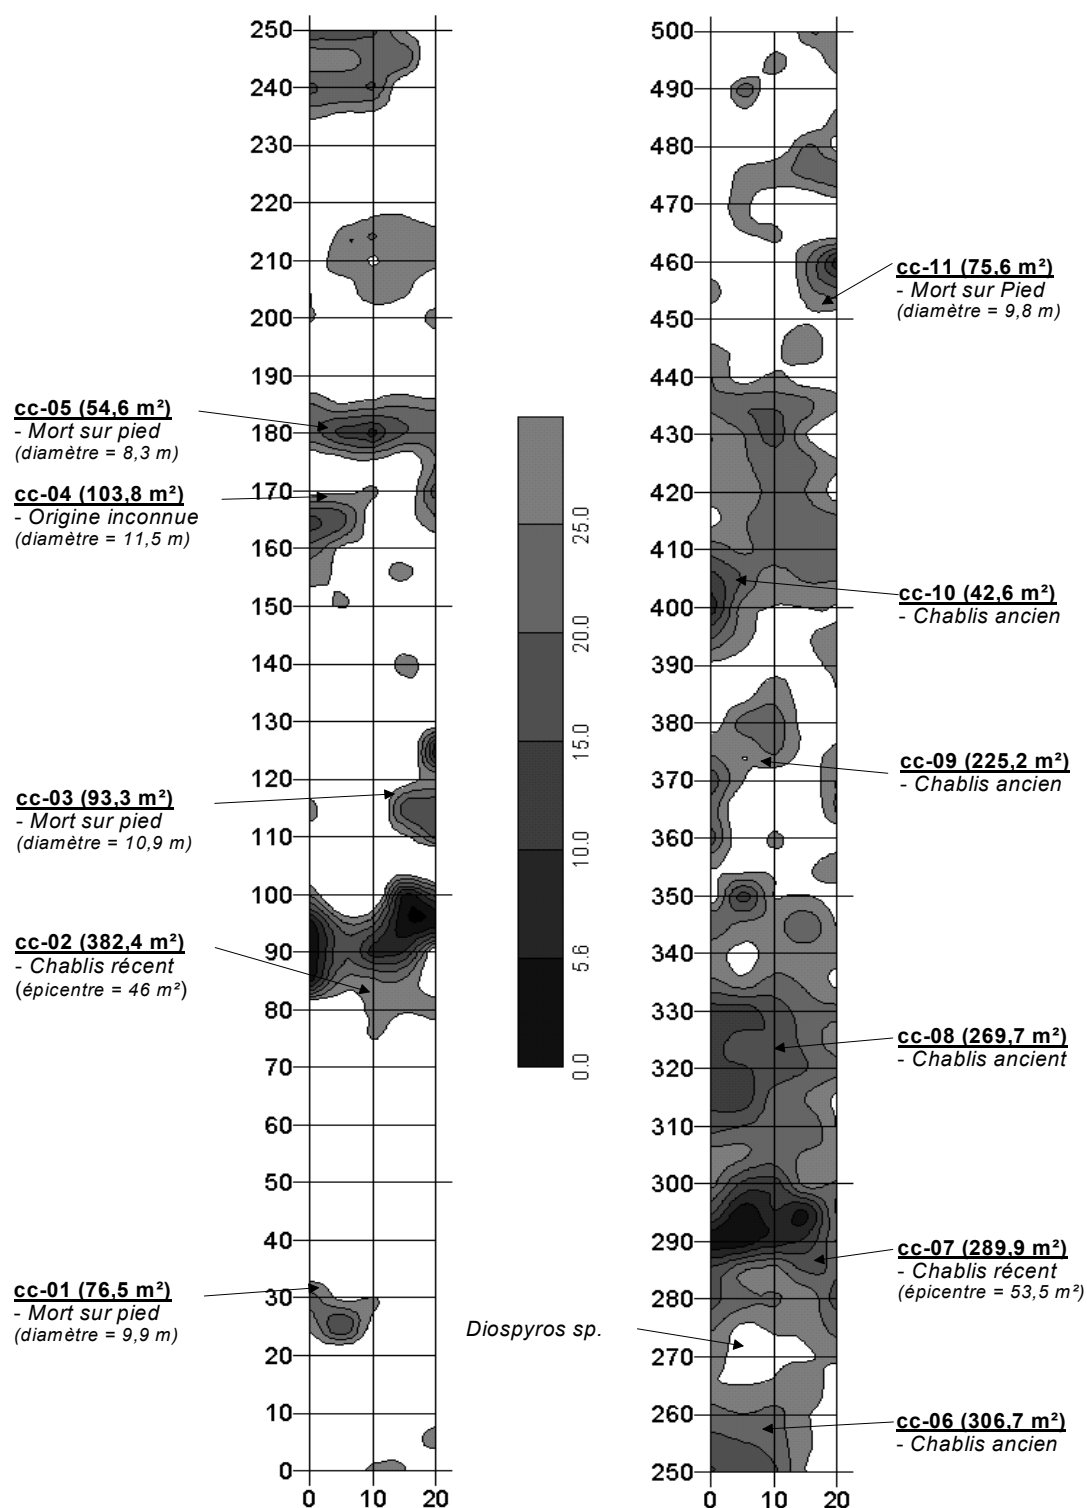 250
240
230
220
210
200
190
180
170
160
150
140
130
120
110
100
90
80
70
60
50
40
30
20
10
0
0 10 20
cc-05 (54,6 m²)
- Mort sur pied
(diamètre = 8,3 m)
cc-04 (103,8 m²)
- Origine inconnue
(diamètre = 11,5 m)
cc-03 (93,3 m²)
- Mort sur pied
(diamètre = 10,9 m)
cc-02 (382,4 m²)
- Chablis récent
(épicentre = 46 m²)
cc-01 (76,5 m²)
- Mort sur pied
(diamètre = 9,9 m)
25.0
20.0
15.0
10.0
5.6
0.0
Diospyros sp.
500
490
480
470
460
450
440
430
420
410
400
390
380
370
360
350
340
330
320
310
300
290
280
270
260
250
0 10 20
cc-11 (75,6 m²)
- Mort sur Pied
(diamètre = 9,8 m)
cc-10 (42,6 m²)
- Chablis ancien
cc-09 (225,2 m²)
- Chablis ancien
cc-08 (269,7 m²)
- Chablis ancient
cc-07 (289,9 m²)
- Chablis récent
(épicentre = 53,5 m²)
cc-06 (306,7 m²)
- Chablis ancien